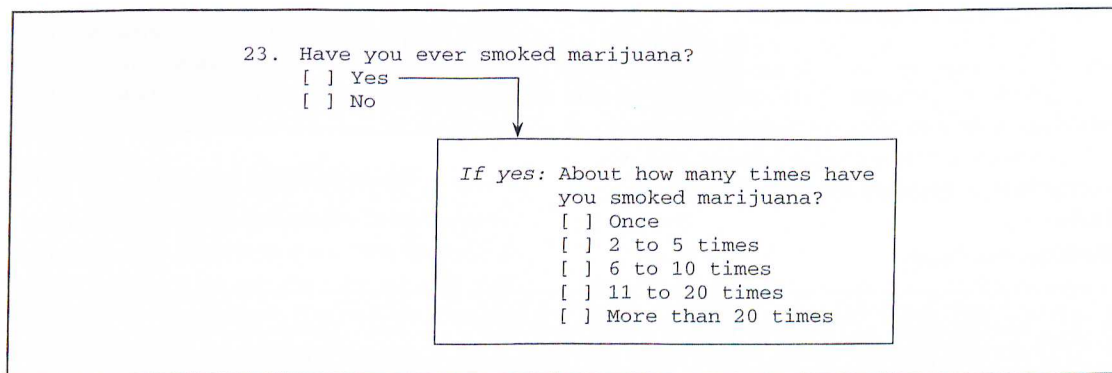 23. Have you ever smoked marijuana?
[ ] Yes
[ ] No
If yes: About how many times have
you smoked marijuana?
[ ] Once
[ ] 2 to 5 times
[ ] 6 to 10 times
[ ] 11 to 20 times
[ ] More than 20 times